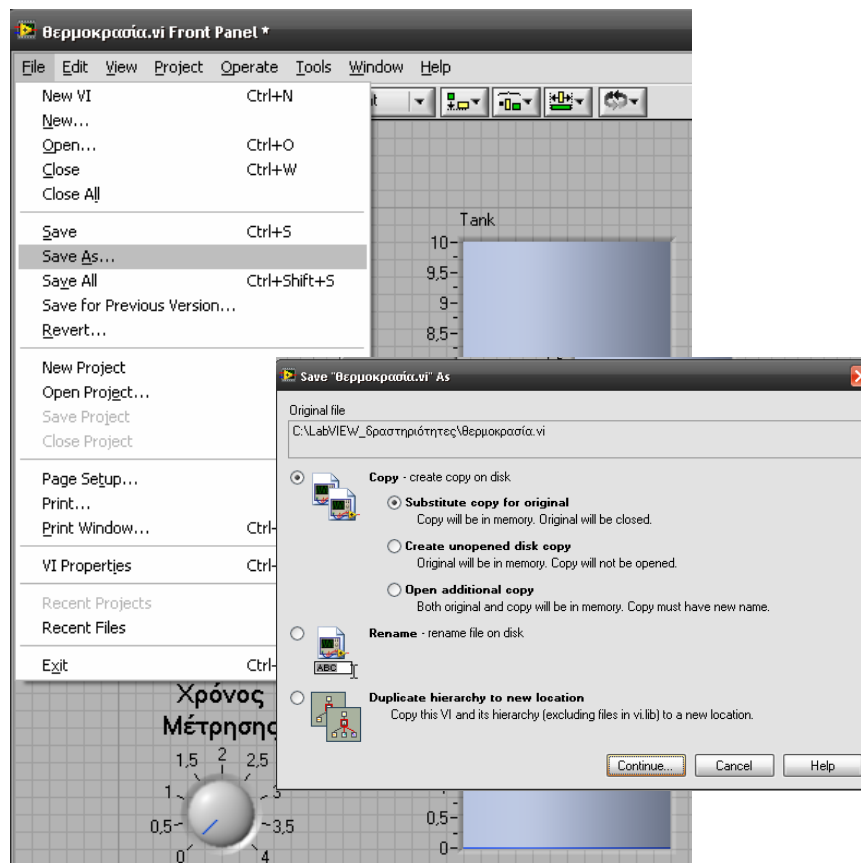 θερμοκρασία.vi Front Panel *
File Edit View Project Operate Tools Window Help
New VI Ctrl+N
New...
Open... Ctrl+O
Close Ctrl+W
Close All
Save Ctrl+S
Save As...
Save All Ctrl+Shift+S
Save for Previous Version...
Revert...
New Project
Open Project...
Save Project
Close Project
Page Setup...
Print...
Print Window... Ctrl-
VI Properties Ctrl-
Recent Projects
Recent Files
Exit Ctrl-
Tank
10
9,5
9
8,5
Save "θερμοκρασία.vi" As
Original file
C:\LabVIEW_δραστηριότητες\θερμοκρασία.vi
Copy - create copy on disk
Substitute copy for original
Copy will be in memory. Original will be closed.
Create unopened disk copy
Original will be in memory. Copy will not be opened.
Open additional copy
Both original and copy will be in memory. Copy must have new name.
Rename - rename file on disk
ABC
Duplicate hierarchy to new location
Copy this VI and its hierarchy (excluding files in vi.lib) to a new location.
Continue... Cancel Help
Χρόνος
Μέτρησης
1,5 2 2,5
1 3
0,5 3,5
0 4
0,5
0